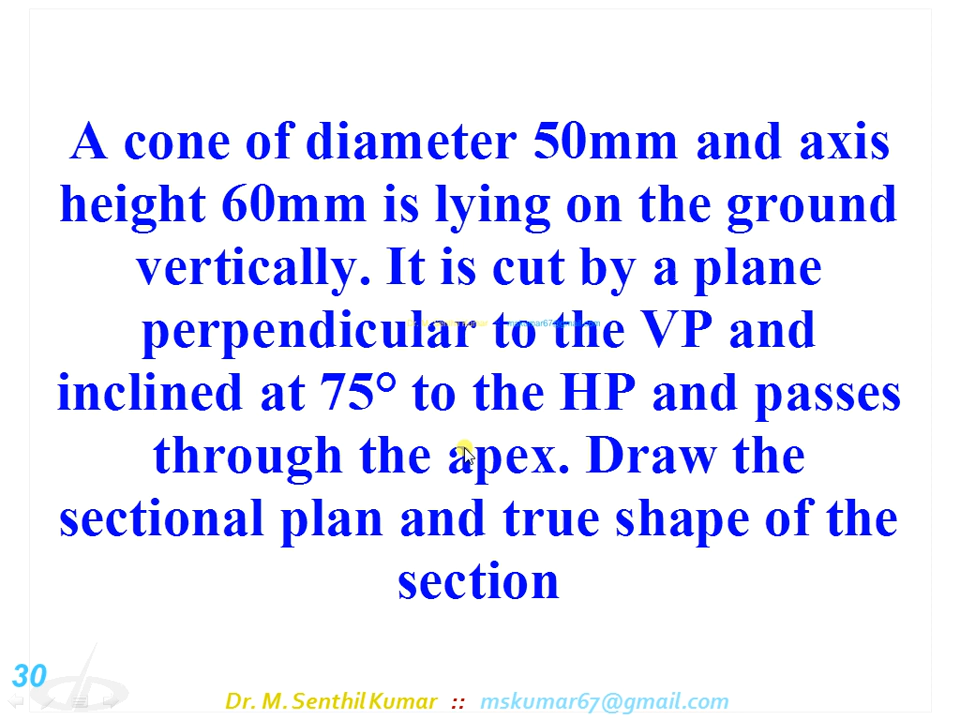 A cone of diameter 50mm and axis
height 60mm is lying on the ground
vertically. It is cut by a plane
perpendicular to the VP and
inclined at 75° to the HP and passes
through the apex. Draw the
sectional plan and true shape of the
section
30
Dr. M. Senthil Kumar :: mskumar67@gmail.com